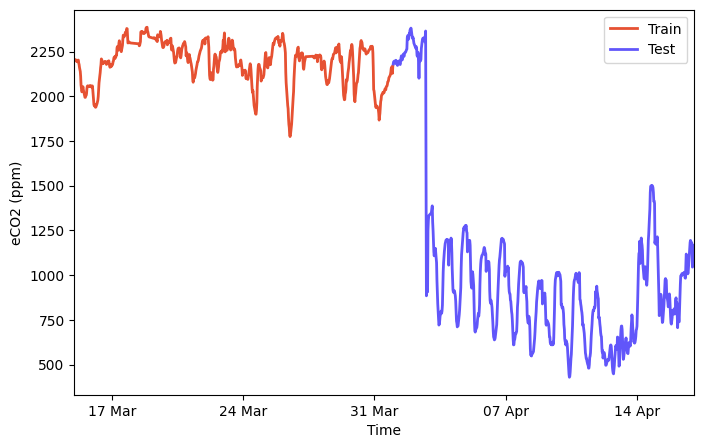 Train
Test
2250
2000
1750
1500
1250
1000
750
500
eCO2 (ppm)
17 Mar
24 Mar
31 Mar
07 Apr
14 Apr
Time